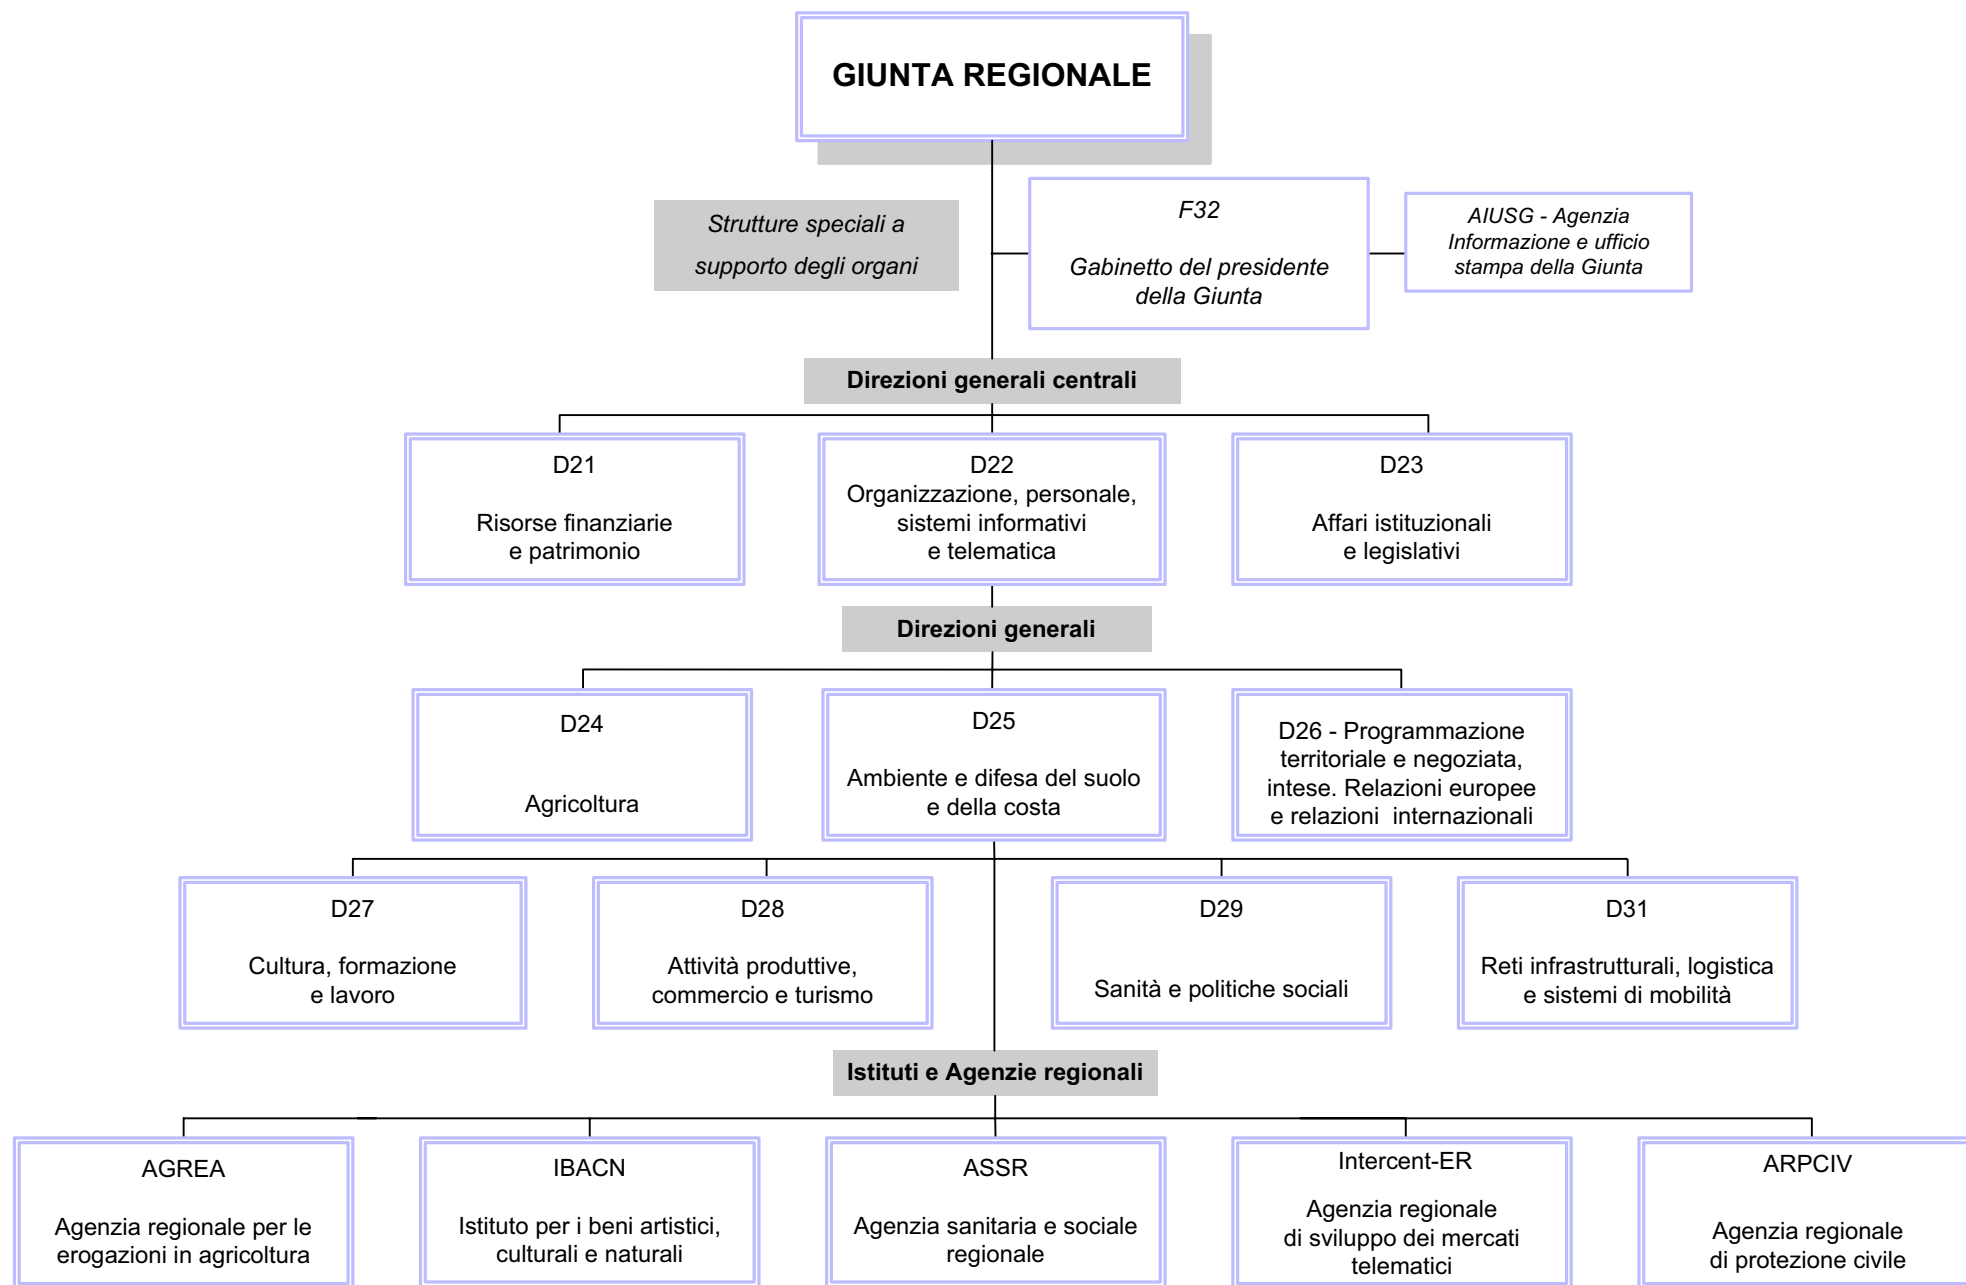 GIUNTA REGIONALE
Strutture speciali a
supporto degli organi
F32
Gabinetto del presidente
della Giunta
AIUSG - Agenzia
Informazione e ufficio
stampa della Giunta
Direzioni generali centrali
D21
Risorse finanziarie
e patrimonio
D22
Organizzazione, personale,
sistemi informativi
e telematica
D23
Affari istituzionali
e legislativi
Direzioni generali
D24
Agricoltura
D25
Ambiente e difesa del suolo
e della costa
D26 - Programmazione
territoriale e negoziata,
intese. Relazioni europee
e relazioni internazionali
D27
Cultura, formazione
e lavoro
D28
Attività produttive,
commercio e turismo
D29
Sanità e politiche sociali
D31
Reti infrastrutturali, logistica
e sistemi di mobilità
Istituti e Agenzie regionali
AGREA
Agenzia regionale per le
erogazioni in agricoltura
IBACN
Istituto per i beni artistici,
culturali e naturali
ASSR
Agenzia sanitaria e sociale
regionale
Intercent-ER
Agenzia regionale
di sviluppo dei mercati
telematici
ARPCIV
Agenzia regionale
di protezione civile